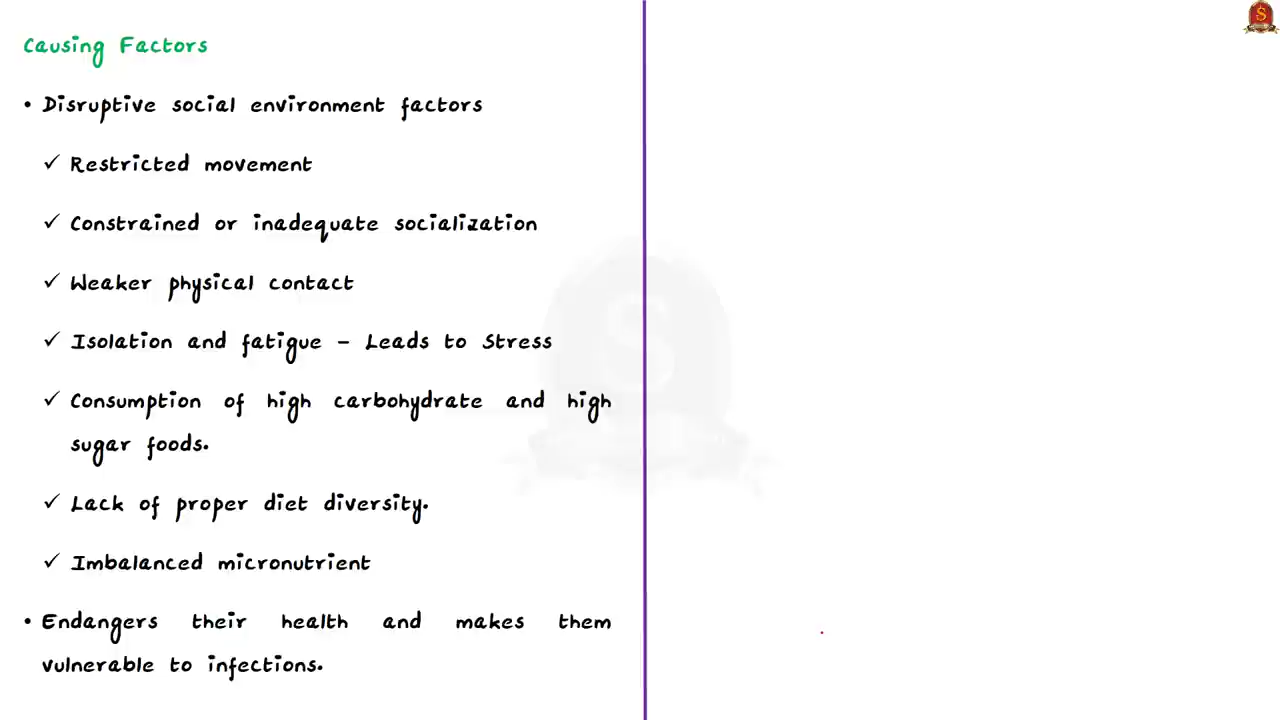 Causing Factors
• Disruptive social environment factors
✓ Restricted movement
✓ Constrained or inadequate socialization
✓ Weaker physical contact
✓ Isolation and fatigue – Leads to Stress
✓ Consumption of high carbohydrate and high
sugar foods.
✓ Lack of proper diet diversity.
✓ Imbalanced micronutrient
• Endangers their health and makes them
vulnerable to infections.
S
S